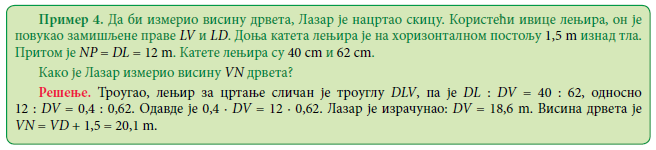 Пример 4. Да би измерио висину дрвета, Лазар је нацртао скицу. Користећи ивице лењира, он је
повукао замишљене праве LV и LD. Доња катета лењира је на хоризонталном постољу 1,5 m изнад тла.
Притом је NP = DL = 12 m. Катете лењира су 40 cm и 62 cm.
Како је Лазар измерио висину VN дрвета?
Решење. Троугао, лењир за цртање сличан је троуглу DLV, па је DL : DV = 40 : 62, односно
12 : DV = 0,4 : 0,62. Одавде је 0,4 · DV = 12 · 0,62. Лазар је израчунао: DV = 18,6 m. Висина дрвета је
VN = VD + 1,5 = 20,1 m.